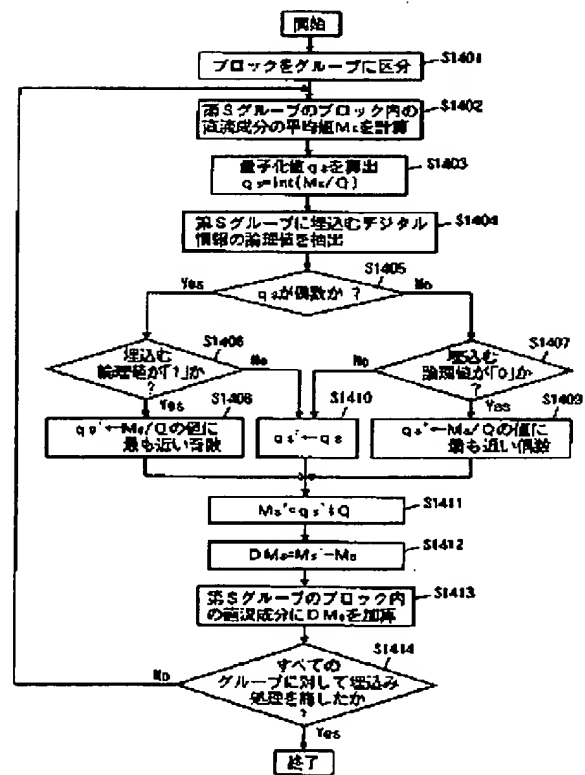 開始
ブロックをグループに区分
S1401
第Sグループのブロック内の
直流成分の平均値Msを計算
S1402
量子化値qsを算出
qs=int(Ms/Q)
S1403
第Sグループに埋込むデジタル
情報の論理値を抽出
S1404
qsが偶数か ?
S1405
Yes
No
埋込む
論理値が「1」か
?
S1406
No
Yes
埋込む
論理値が「0」か
?
S1407
No
Yes
qs'←Ms/Qの値に
最も近い奇数
S1408
qs'←qs
S1410
qs'←Ms/Qの値に
最も近い偶数
S1409
Ms'=qs'*Q
S1411
DMs=Ms'-Ms
S1412
第Sグループのブロック内
の直流成分にDMsを加算
S1413
すべての
グループに対して埋込み
処理を施したか
?
S1414
No
Yes
終了